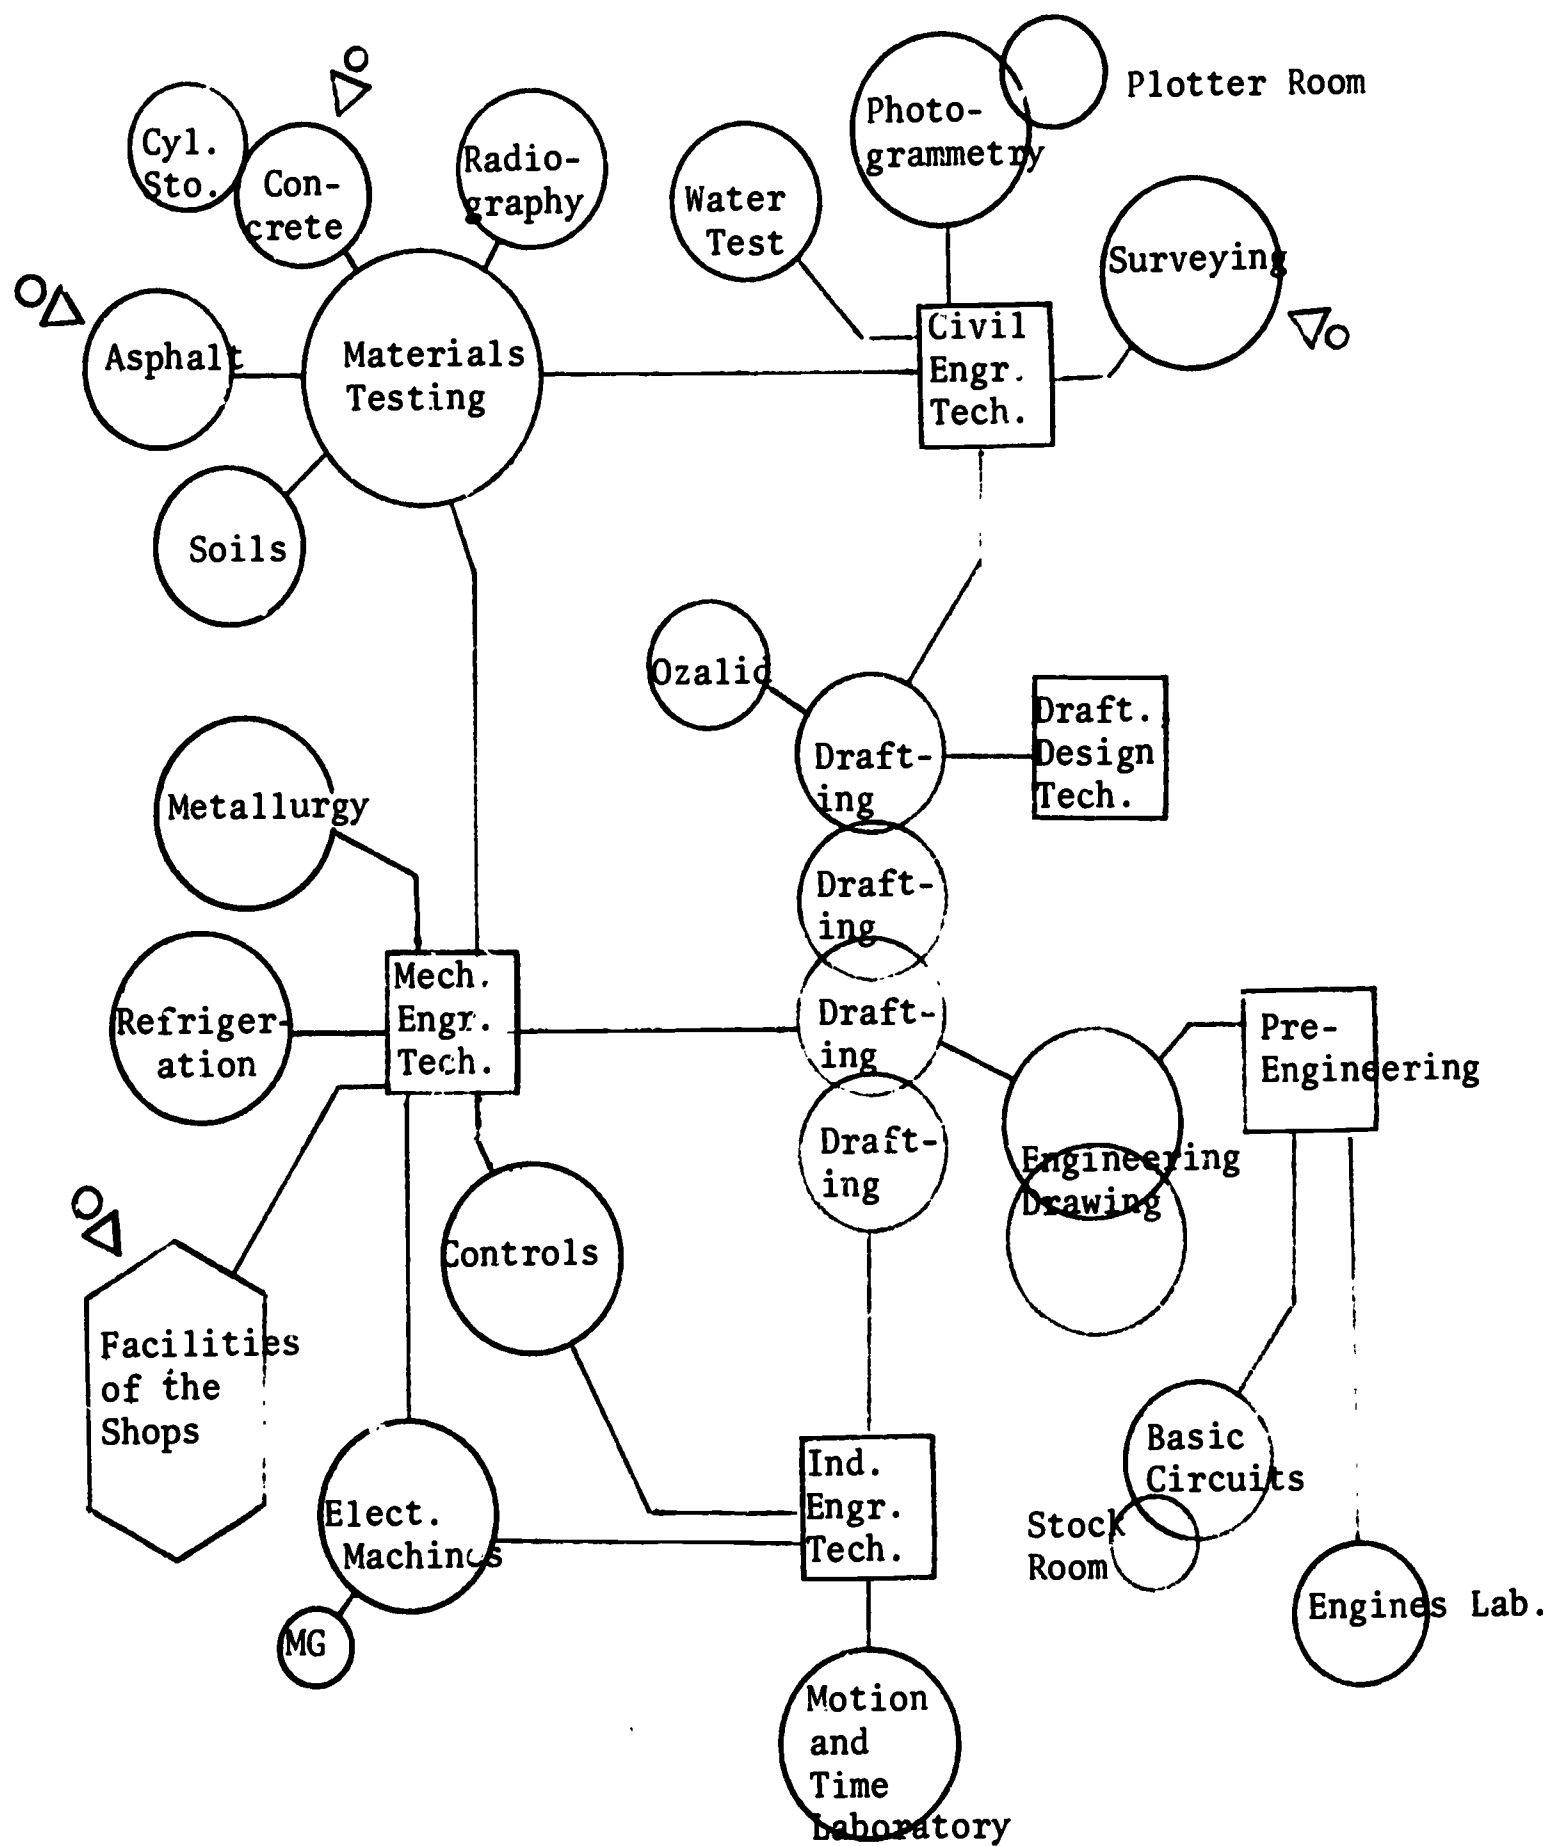 Plotter Room
Photo-
grammetry
Cyl.
Sto.
Con-
crete
Radio-
graphy
Water
Test
Surveying
Asphalt
Materials
Testing
Civil
Engr.
Tech.
Soils
Ozalid
Draft-
ing
Draft.
Design
Tech.
Metallurgy
Draft-
ing
Mech.
Engr.
Tech.
Refriger-
ation
Draft-
ing
Pre-
Engineering
Draft-
ing
Engineering
Drawing
Controls
Facilities
of the
Shops
Basic
Circuits
Ind.
Engr.
Tech.
Elect.
Machines
Stock
Room
Engines Lab.
MG
Motion
and
Time
Laboratory